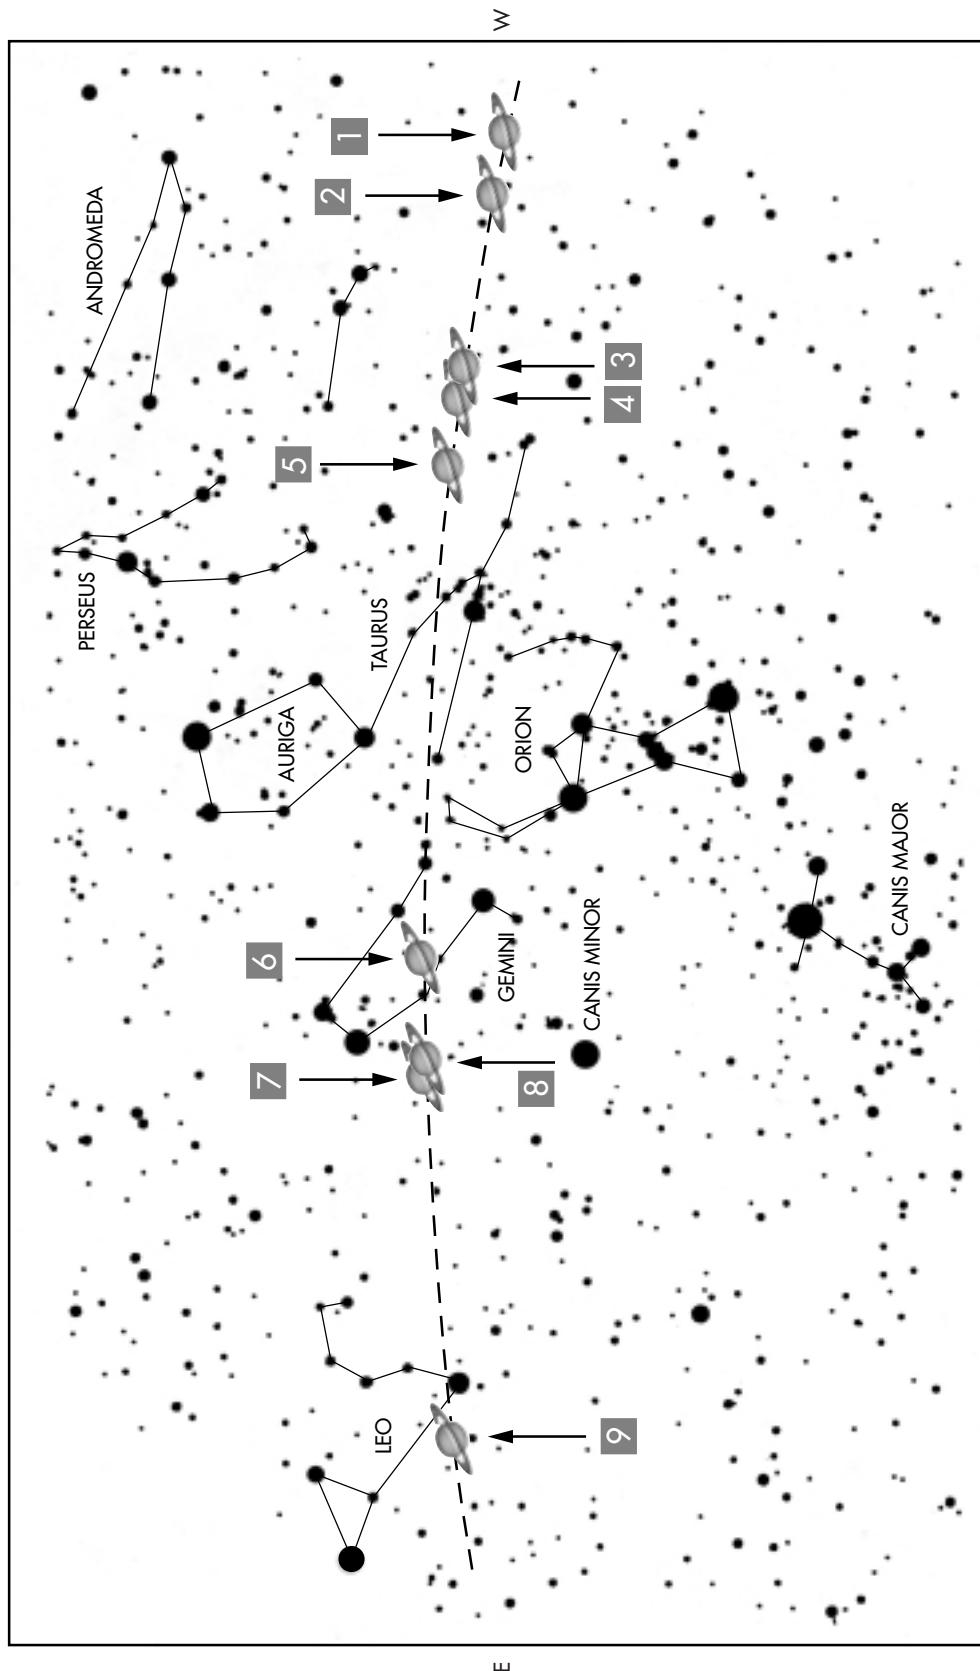 W
ANDROMEDA
1
2
3
4
5
PERSEUS
TAURUS
AURIGA
ORION
CANIS MAJOR
6
GEMINI
CANIS MINOR
7
8
LEO
9
E